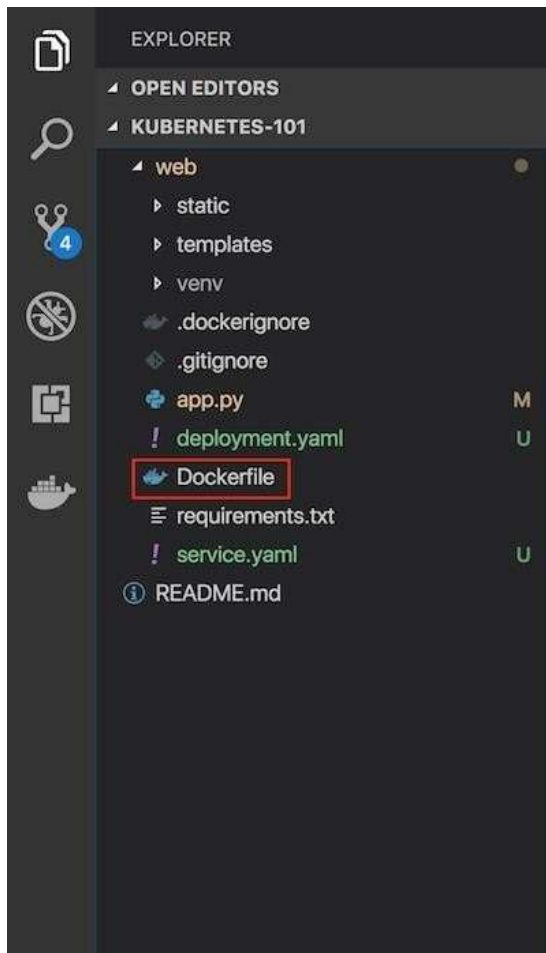 EXPLORER
OPEN EDITORS
KUBERNETES-101
web
static
templates
4
venv
.dockerignore
.gitignore
app.py M
deployment.yaml U
Dockerfile
requirements.txt
service.yaml U
README.md